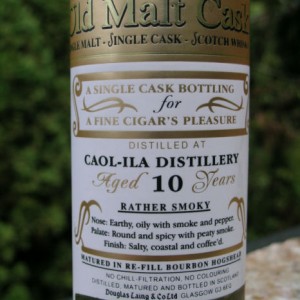 Old Malt Cask
SINGLE MALT - SINGLE CASK - SCOTCH WHISKY
A SINGLE CASK BOTTLING
for
A FINE CIGAR'S PLEASURE
DISTILLED AT
CAOL-ILA DISTILLERY
Aged 10 Years
RATHER SMOKY
Nose: Earthy, oily with smoke and pepper.
Palate: Round and spicy with peaty smoke.
Finish: Salty, coastal and coffee'd.
MATURED IN RE-FILL BOURBON HOGSHEAD
NO CHILL-FILTRATION, NO COLOURING
DISTILLED, MATURED AND BOTTLED IN SCOTLAND
Douglas Laing & Co Ltd GLASGOW G3 6EQ